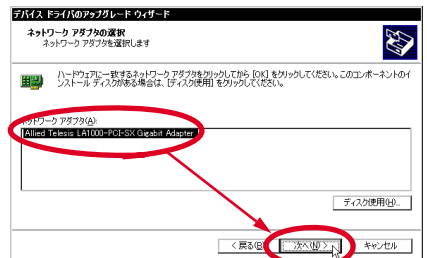 デバイス ドライバのアップグレード ウィザード
ネットワーク アダプタの選択
ネットワーク アダプタを選択します
ハードウェアに一致するネットワーク アダプタをクリックしてから [OK] をクリックしてください。このコンポーネントのイ
ンストール ディスクがある場合は、[ディスク使用] をクリックしてください。
ネットワーク アダプタ(A):
Allied Telesis LA1000-PCI-SX Gigabit Adapter
ディスク使用(H)...
< 戻る(B) 次へ(N) > キャンセル